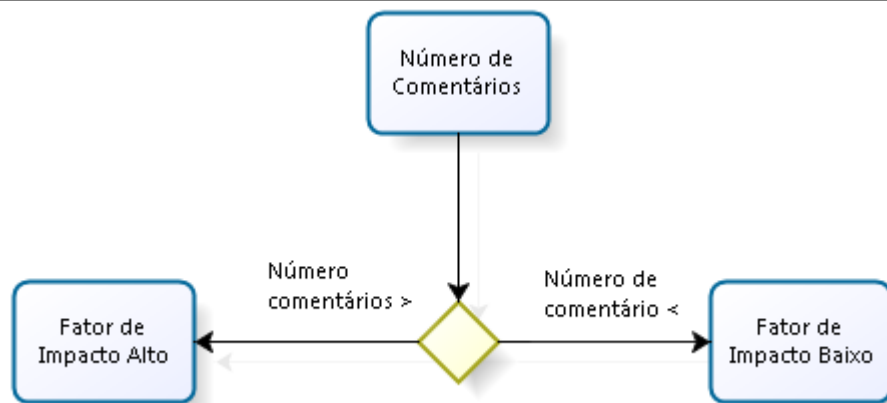 Número de
Comentários
Número
comentários >
Número de
comentário <
Fator de
Impacto Alto
Fator de
Impacto Baixo